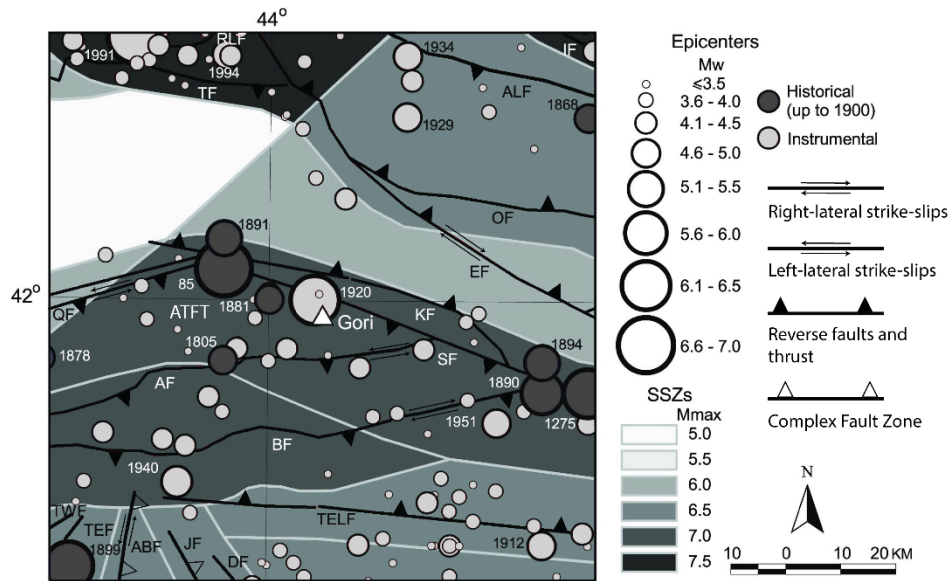 44°
42°
1991
RLF
1994
TF
1934
ALF
1929
IF
1868
OF
EF
1891
85
1881
1920
Gori
KF
QF
ATFT
1878
1805
SF
1894
AF
1890
1951
1275
BF
1940
TWF
TEF
1899
ABF
JF
DF
TELF
1912
Epicenters
Mw
⩽3.5
3.6 - 4.0
4.1 - 4.5
4.6 - 5.0
5.1 - 5.5
5.6 - 6.0
6.1 - 6.5
6.6 - 7.0
Historical
(up to 1900)
Instrumental
Right-lateral strike-slips
Left-lateral strike-slips
Reverse faults and
thrust
Complex Fault Zone
SSZs
Mmax
5.0
5.5
6.0
6.5
7.0
7.5
N
10 0 10 20 KM